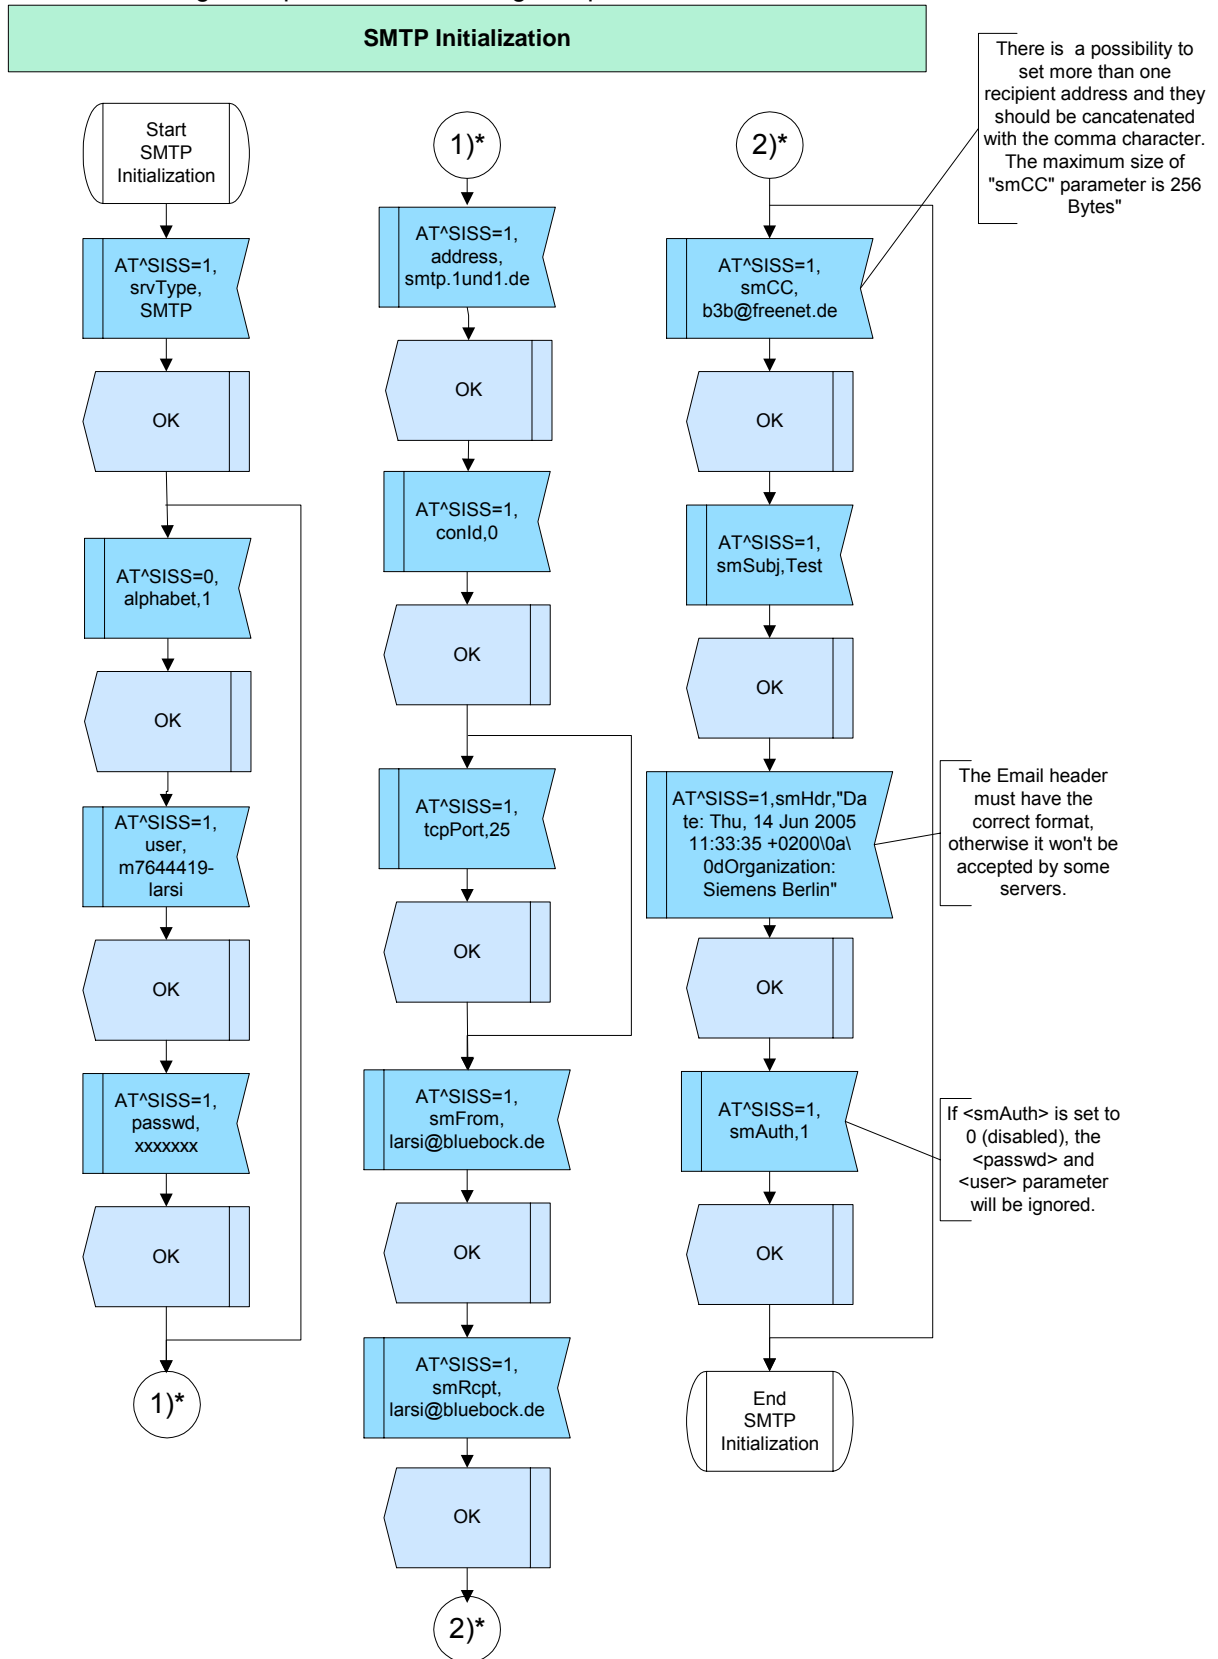 SMTP Initialization
Start
SMTP
Initialization
AT^SISS=1,
srvType,
SMTP
OK
AT^SISS=0,
alphabet,1
OK
AT^SISS=1,
user,
m7644419-
larsi
OK
AT^SISS=1,
passwd,
xxxxxxx
OK
1)*
1)*
AT^SISS=1,
address,
smtp.1und1.de
OK
AT^SISS=1,
conId,0
OK
AT^SISS=1,
tcpPort,25
OK
AT^SISS=1,
smFrom,
larsi@bluebock.de
OK
AT^SISS=1,
smRcpt,
larsi@bluebock.de
OK
2)*
2)*
AT^SISS=1,
smCC,
b3b@freenet.de
OK
AT^SISS=1,
smSubj,Test
OK
AT^SISS=1,smHdr,"Da
te: Thu, 14 Jun 2005
11:33:35 +0200\0a\
0dOrganization:
Siemens Berlin"
OK
AT^SISS=1,
smAuth,1
OK
End
SMTP
Initialization
There is  a possibility to
set more than one
recipient address and they
should be cancatenated
with the comma character.
The maximum size of
"smCC" parameter is 256
Bytes"
The Email header
must have the
correct format,
otherwise it won't be
accepted by some
servers.
If <smAuth> is set to
0 (disabled), the
<passwd> and
<user> parameter
will be ignored.